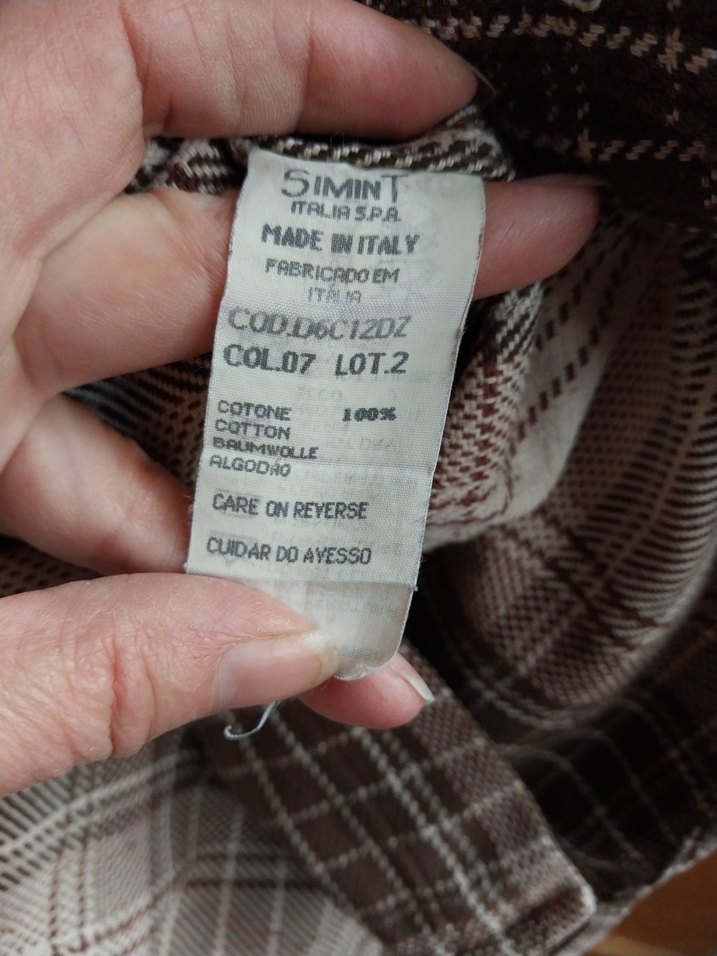 SIMINT
ITALIA S.P.A.
MADE IN ITALY
FABRICADO EM
ITALIA
COD.D6C12DZ
COL.07 LOT.2
COTONE 100%
COTTON
BAUMWOLLE
ALGODÃO
CARE ON REVERSE
CUIDAR DO AVESSO